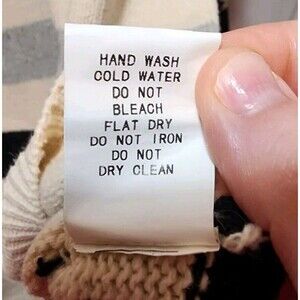 HAND WASH
COLD WATER
DO NOT
BLEACH
FLAT DRY
DO NOT IRON
DO NOT
DRY CLEAN